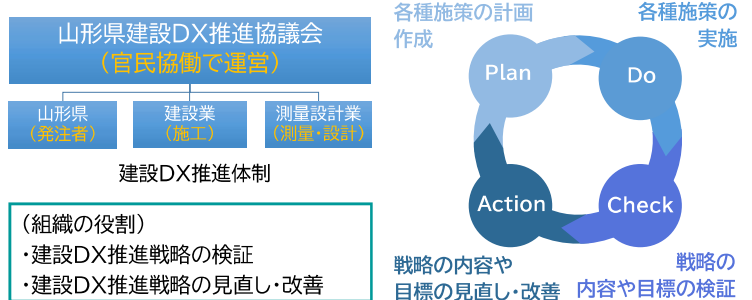 山形県建設DX推進協議会
（官民協働で運営）
山形県
（発注者）
建設業
（施工）
測量設計業
（測量・設計）
建設DX推進体制
（組織の役割）
・建設DX推進戦略の検証
・建設DX推進戦略の見直し・改善
各種施策の計画
作成
各種施策の
実施
Plan
Do
Action
Check
戦略の内容や
目標の見直し・改善
戦略の
内容や目標の検証